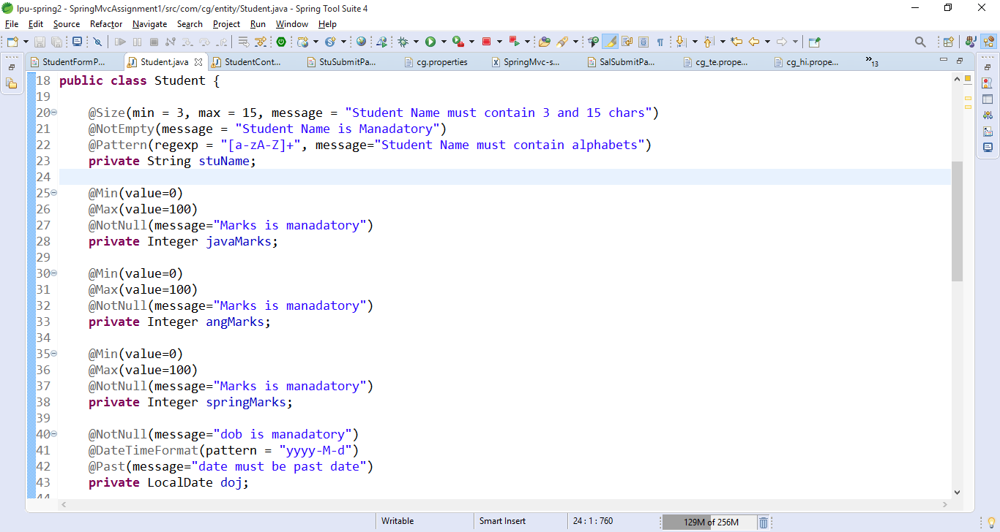 lpu-spring2 - SpringMvcAssignment1/src/com/cg/entity/Student.java - Spring Tool Suite 4
File Edit Source Refactor Navigate Search Project Run Window Help
StudentFormP... Student.java StudentCont... StuSubmitPa... cg.properties SpringMvc-s... SalSubmitPa... cg_te.prope... cg_hi.prope... »13
18 public class Student {
19
20 @Size(min = 3, max = 15, message = "Student Name must contain 3 and 15 chars")
21 @NotEmpty(message = "Student Name is Manadatory")
22 @Pattern(regexp = "[a-zA-Z]+", message="Student Name must contain alphabets")
23 private String stuName;
24
25 @Min(value=0)
26 @Max(value=100)
27 @NotNull(message="Marks is manadatory")
28 private Integer javaMarks;
29
30 @Min(value=0)
31 @Max(value=100)
32 @NotNull(message="Marks is manadatory")
33 private Integer angMarks;
34
35 @Min(value=0)
36 @Max(value=100)
37 @NotNull(message="Marks is manadatory")
38 private Integer springMarks;
39
40 @NotNull(message="dob is manadatory")
41 @DateTimeFormat(pattern = "yyyy-M-d")
42 @Past(message="date must be past date")
43 private LocalDate doj;
44
Writable Smart Insert 24 : 1 : 760 129M of 256M